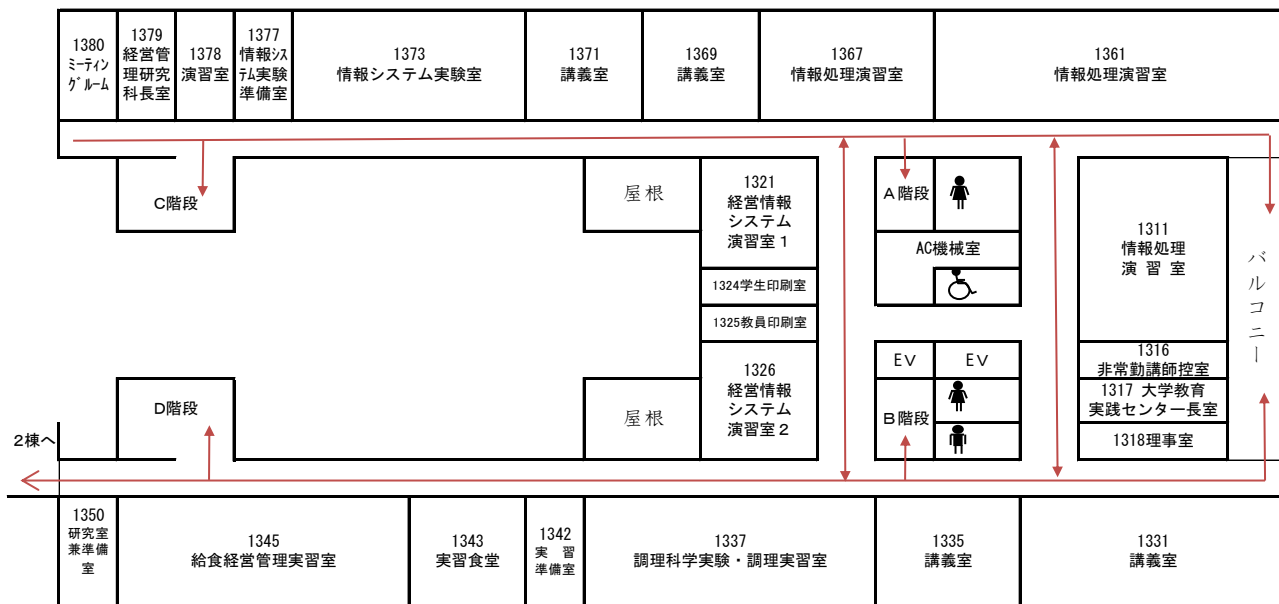 1380
ミーティン
グルーム
1379
経営管
理研究
科長室
1378
演習室
1377
情報シス
テム実験
準備室
1373
情報システム実験室
1371
講義室
1369
講義室
1367
情報処理演習室
1361
情報処理演習室
C階段
屋根
1321
経営情報
システム
演習室1
A階段
AC機械室
1311
情報処理
演習室
バルコニー
1324学生印刷室
1325教員印刷室
1326
経営情報
システム
演習室2
EV
EV
1316
非常勤講師控室
1317 大学教育
実践センター長室
1318理事室
D階段
屋根
B階段
2棟へ
1350
研究室
兼準備
室
1345
給食経営管理実習室
1343
実習食堂
1342
実習
準備室
1337
調理科学実験・調理実習室
1335
講義室
1331
講義室